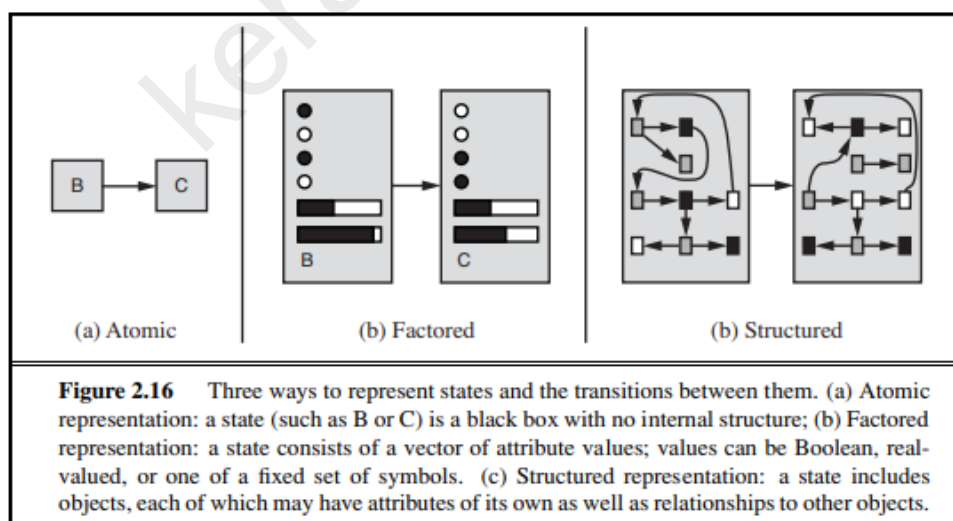 ker
B
C
B
C
(a) Atomic
(b) Factored
(b) Structured
Figure 2.16 Three ways to represent states and the transitions between them. (a) Atomic
representation: a state (such as B or C) is a black box with no internal structure; (b) Factored
representation: a state consists of a vector of attribute values; values can be Boolean, real-
valued, or one of a fixed set of symbols. (c) Structured representation: a state includes
objects, each of which may have attributes of its own as well as relationships to other objects.